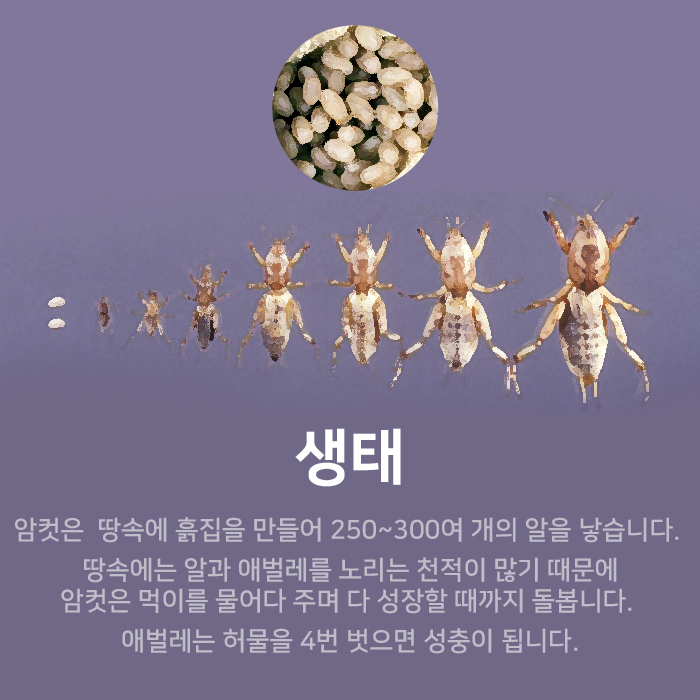 생태
암컷은 땅속에 흙집을 만들어 250~300여 개의 알을 낳습니다.
땅속에는 알과 애벌레를 노리는 천적이 많기 때문에
암컷은 먹이를 물어다 주며 다 성장할 때까지 돌봅니다.
애벌레는 허물을 4번 벗으면 성충이 됩니다.